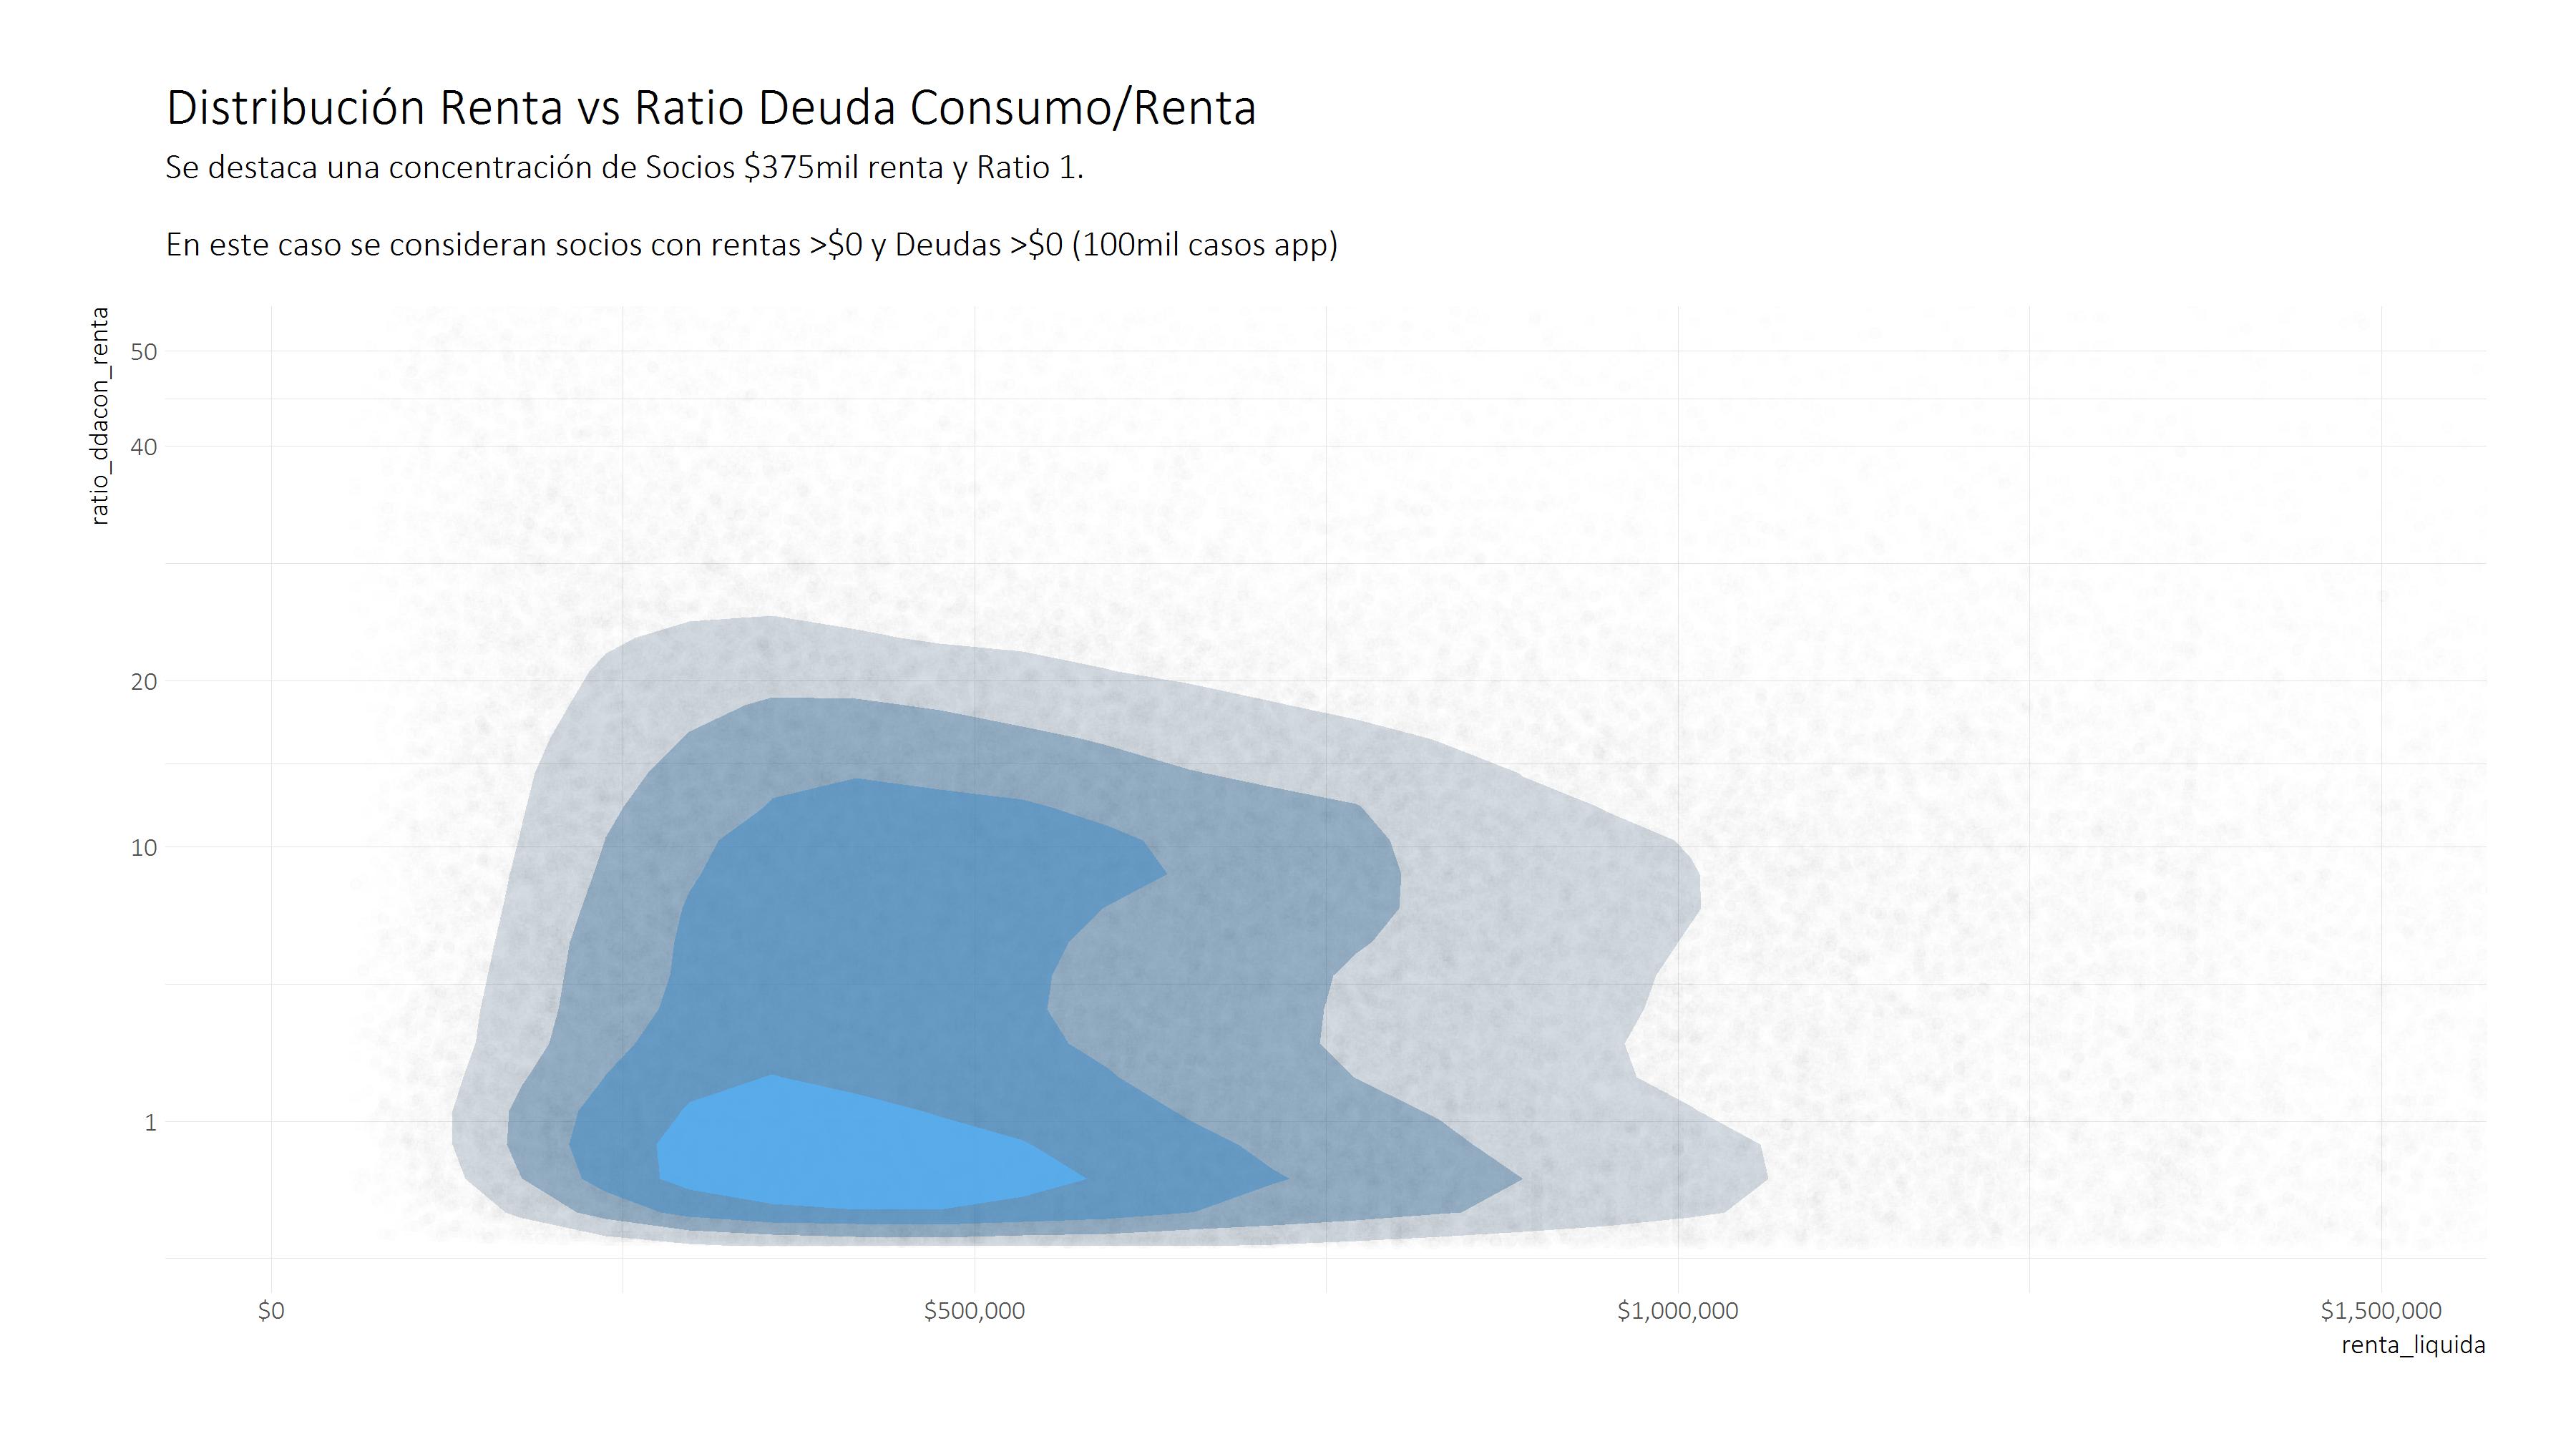 Distribución Renta vs Ratio Deuda Consumo/Renta
Se destaca una concentración de Socios $375mil renta y Ratio 1.
En este caso se consideran socios con rentas >$0 y Deudas >$0 (100mil casos app)
ratio_ddacon_renta
50
40
20
10
1
$0
$500,000
$1,000,000
$1,500,000
renta_liquida